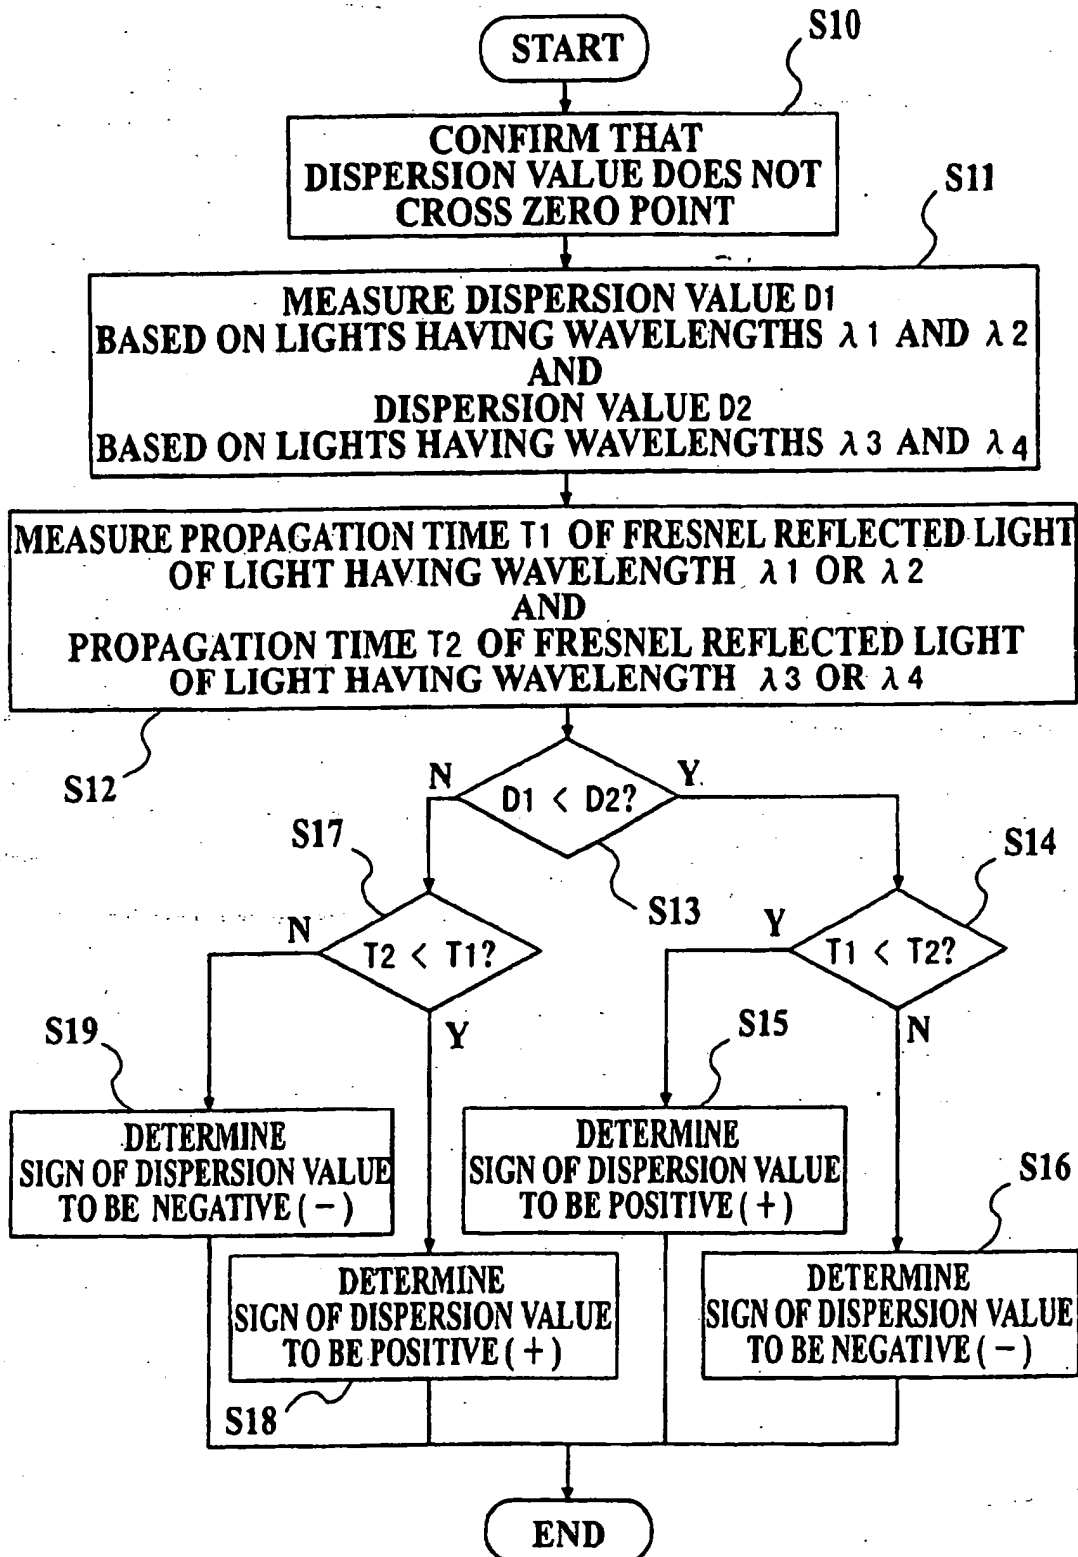 START
S10
CONFIRM THAT
DISPERSION VALUE DOES NOT
CROSS ZERO POINT
S11
MEASURE DISPERSION VALUE D1
BASED ON LIGHTS HAVING WAVELENGTHS λ1 AND λ2
AND
DISPERSION VALUE D2
BASED ON LIGHTS HAVING WAVELENGTHS λ3 AND λ4
MEASURE PROPAGATION TIME T1 OF FRESNEL REFLECTED LIGHT
OF LIGHT HAVING WAVELENGTH λ1 OR λ2
AND
PROPAGATION TIME T2 OF FRESNEL REFLECTED LIGHT
OF LIGHT HAVING WAVELENGTH λ3 OR λ4
S12
N
D1 < D2?
Y
S13
S17
N
T2 < T1?
Y
S14
Y
T1 < T2?
N
S19
DETERMINE
SIGN OF DISPERSION VALUE
TO BE NEGATIVE (−)
S15
DETERMINE
SIGN OF DISPERSION VALUE
TO BE POSITIVE (+)
S16
DETERMINE
SIGN OF DISPERSION VALUE
TO BE POSITIVE (+)
S18
DETERMINE
SIGN OF DISPERSION VALUE
TO BE NEGATIVE (−)
END